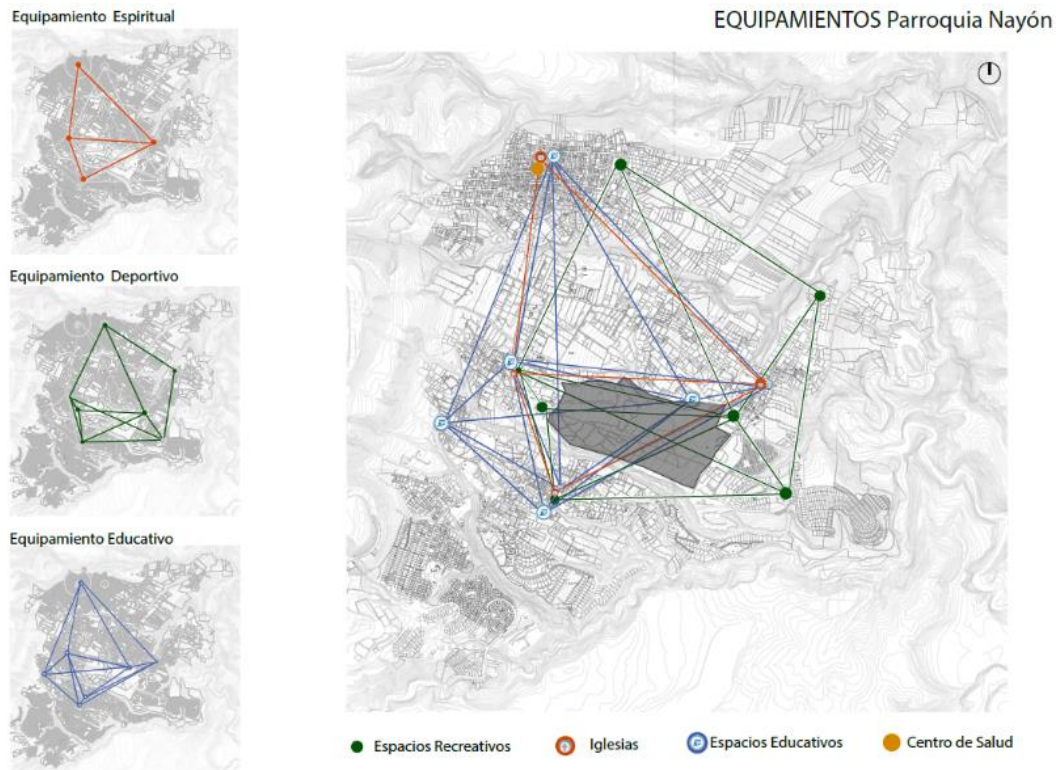 Equipamiento Espiritual
EQUIPAMIENTOS Parroquia Nayón
Equipamiento Deportivo
Equipamiento Educativo
Espacios Recreativos
Iglesias
Espacios Educativos
Centro de Salud